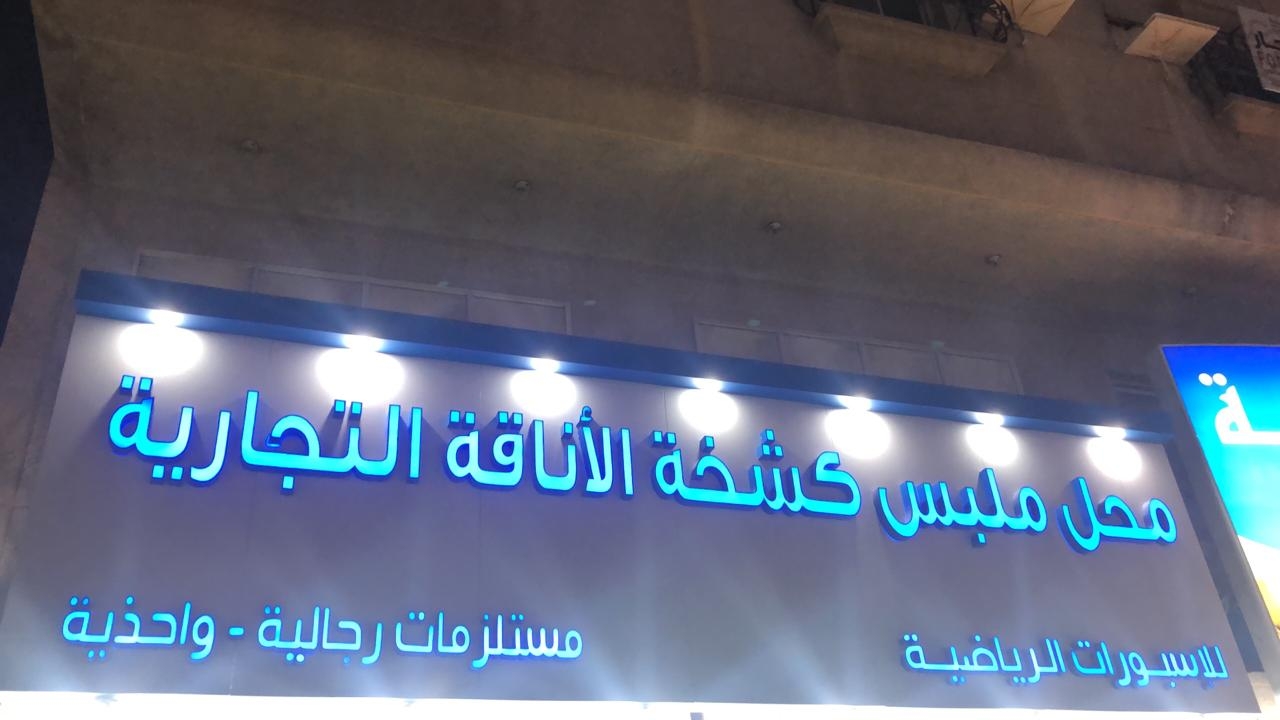 محل ملبس كشخة الأناقة التجارية
للاسبورات الرياضية
مستلزمات رجالية - واحذية